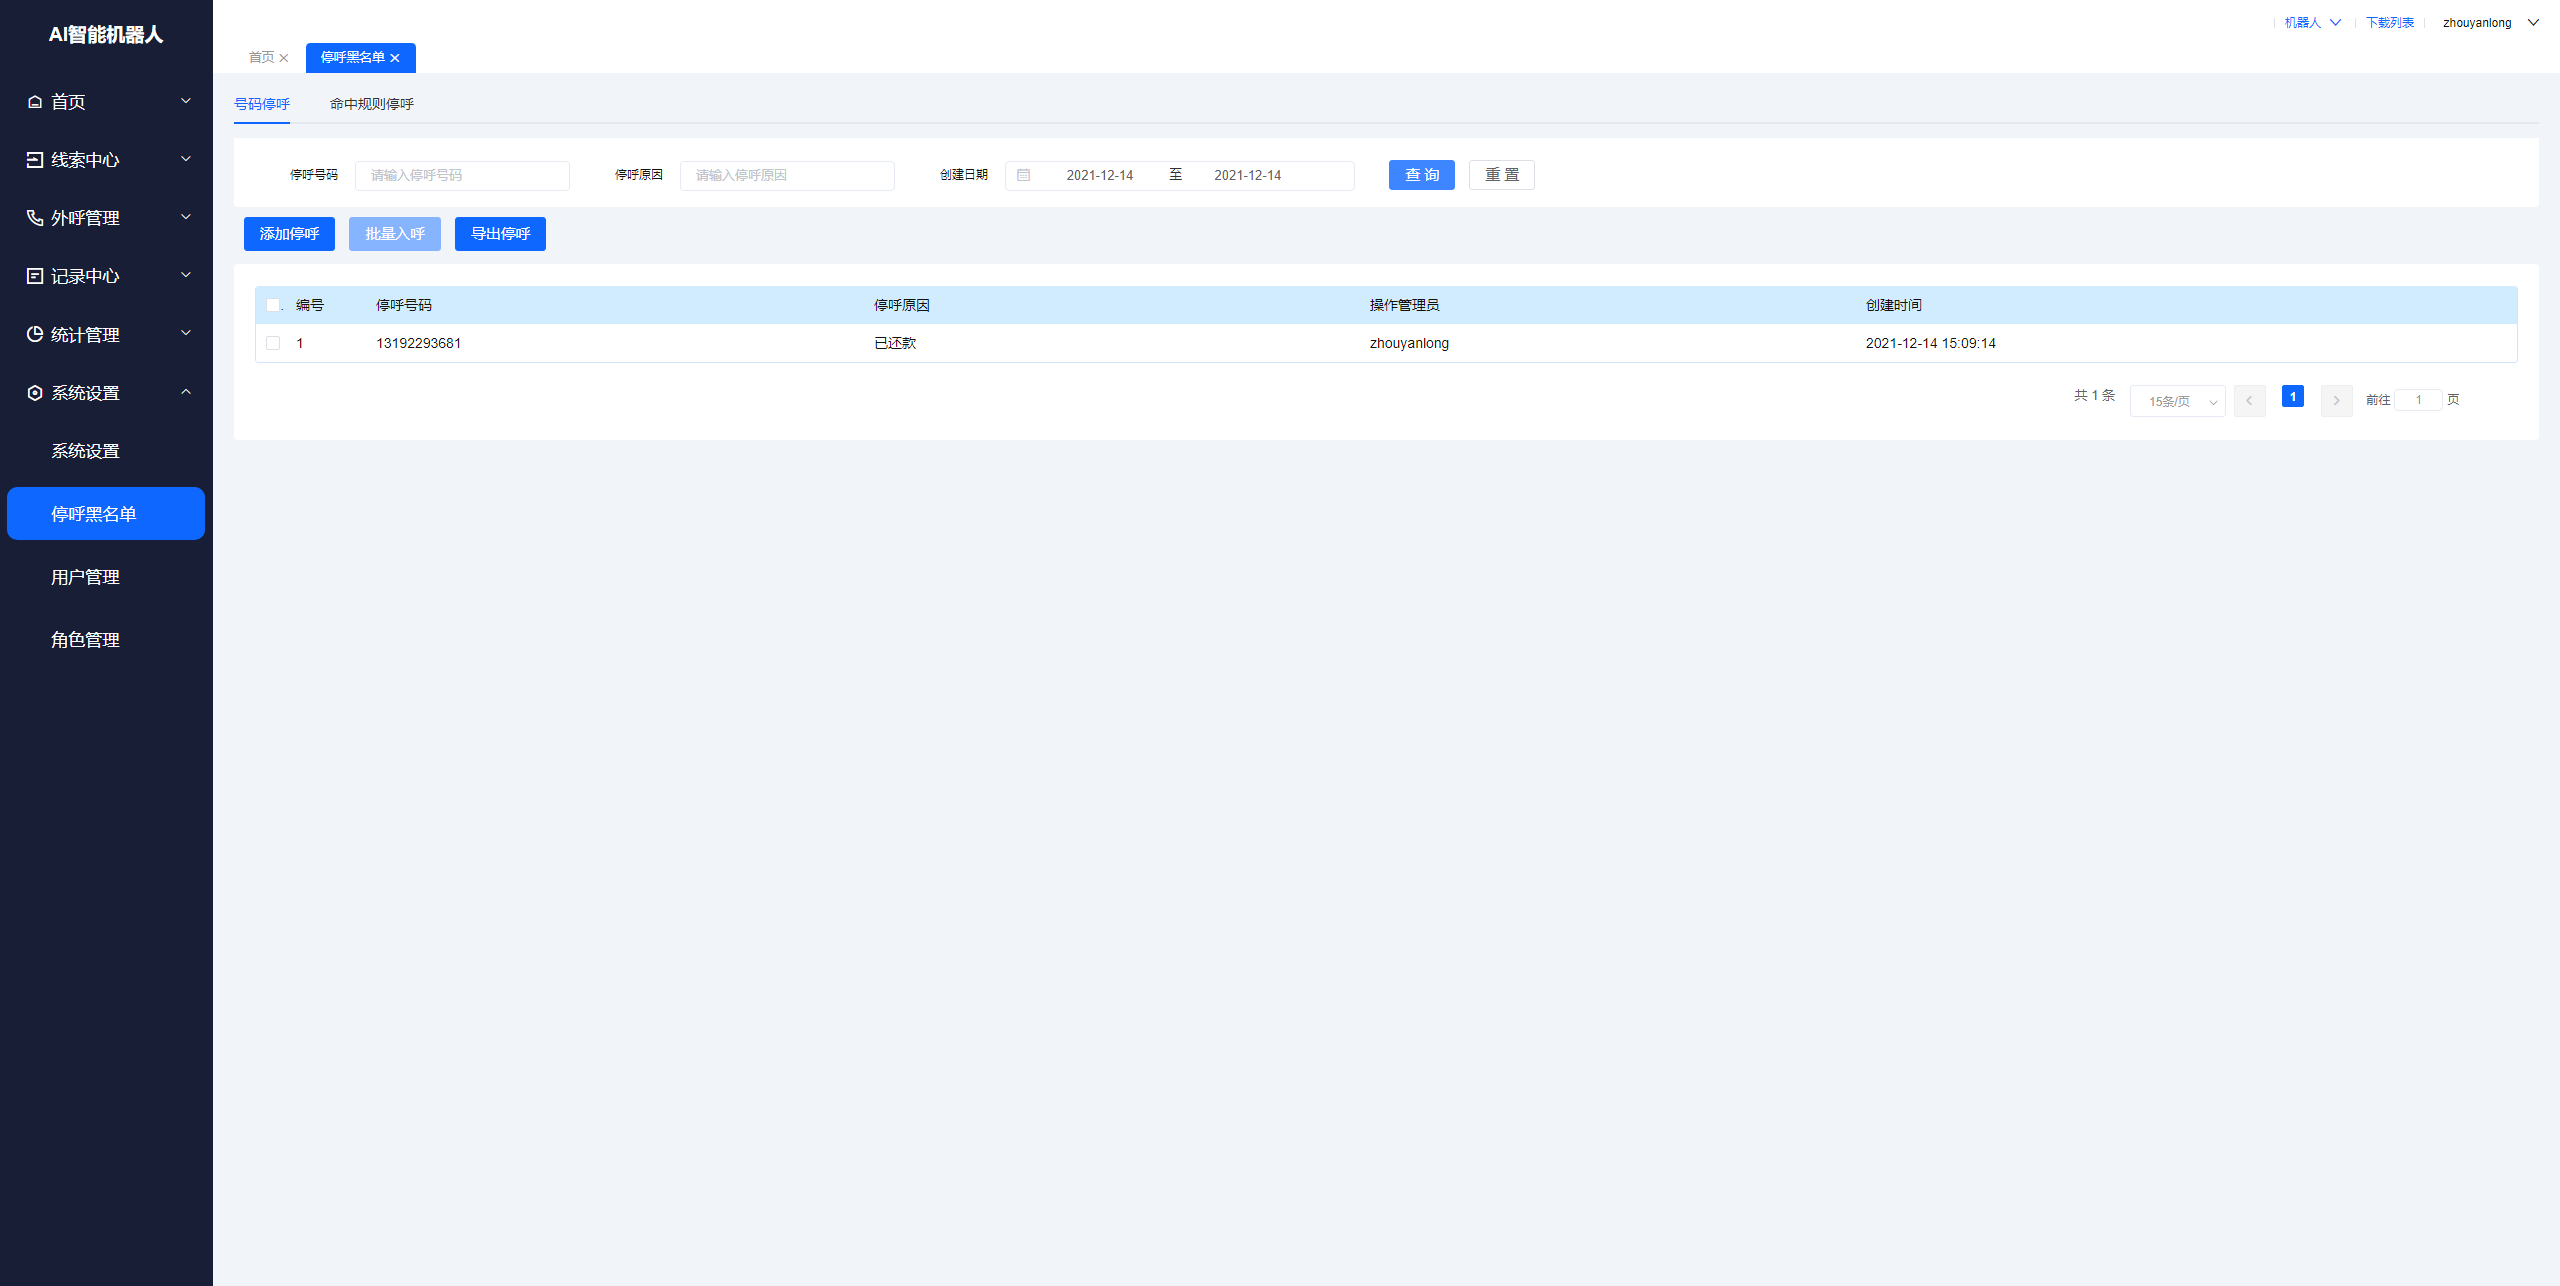 AI智能机器人
机器人
下载列表
zhouyanlong
首页
停呼黑名单
首页
线索中心
外呼管理
记录中心
统计管理
系统设置
系统设置
停呼黑名单
用户管理
角色管理
号码停呼 命中规则停呼
停呼号码 请输入停呼号码 停呼原因 请输入停呼原因 创建日期 2021-12-14 至 2021-12-14 查 询 重 置
添加停呼 批量入呼 导出停呼
编号 停呼号码 停呼原因 操作管理员 创建时间
1 13192293681 已还款 zhouyanlong 2021-12-14 15:09:14
共 1 条 15条/页 1 前往 1 页